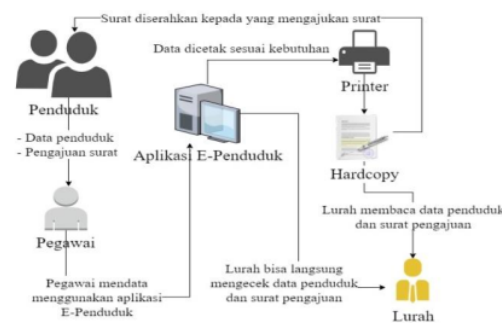 Surat diserahkan kepada yang mengajukan surat
Data dicetak sesuai kebutuhan
Printer
Penduduk
- Data penduduk
- Pengajuan surat
Aplikasi E-Penduduk
Hardcopy
Lurah membaca data penduduk
dan surat pengajuan
Pegawai
Pegawai mendata
menggunakan aplikasi
E-Penduduk
Lurah bisa langsung
mengecek data penduduk
dan surat pengajuan
Lurah